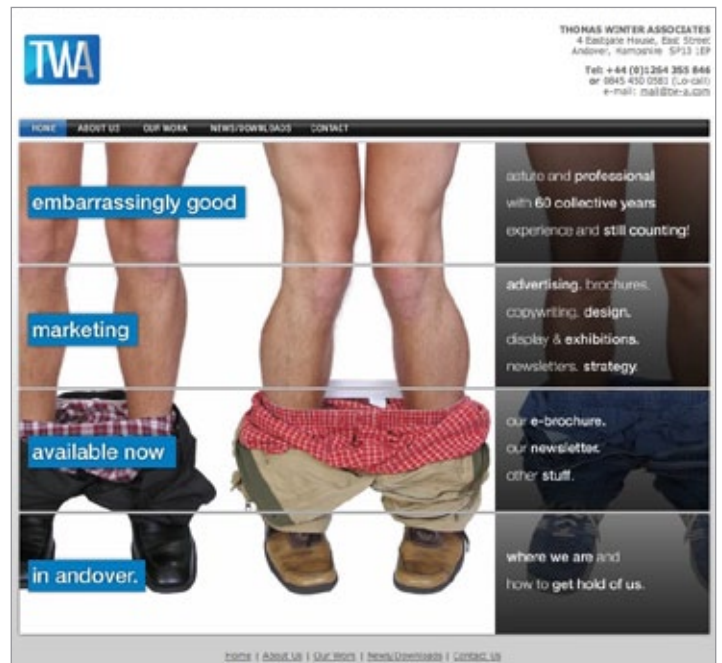 TWA
THOMAS WINTER ASSOCIATES
4 Eastgate House, East Street
Andover, Hampshire SP10 1EP
Tel: +44 (0)1264 355 846
or 0845 450 0583 (Lo-call)
e-mail: mail@tw-a.com
HOME ABOUT US OUR WORK NEWS/DOWNLOADS CONTACT
embarrassingly good
astute and professional
with 60 collective years
experience and still counting!
marketing
advertising. brochures.
copywriting. design.
display & exhibitions.
newsletters. strategy.
available now
our e-brochure.
our newsletter.
other stuff.
in andover.
where we are and
how to get hold of us.
Home | About Us | Our Work | News/Downloads | Contact Us